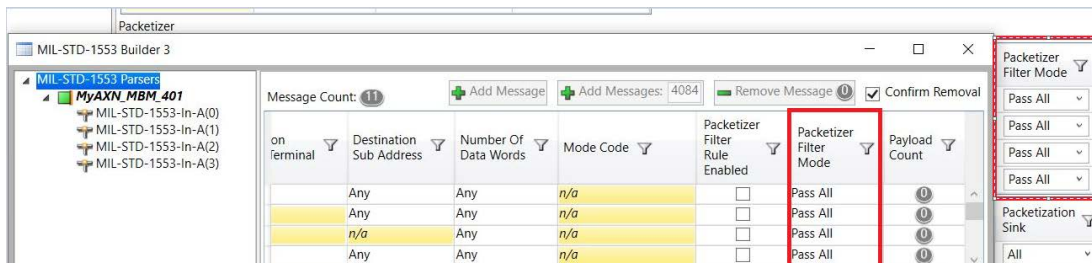 Packetizer
MIL-STD-1553 Builder 3
MIL-STD-1553 Parsers
MyAXN_MBM_401
MIL-STD-1553-In-A(0)
MIL-STD-1553-In-A(1)
MIL-STD-1553-In-A(2)
MIL-STD-1553-In-A(3)
Message Count: 11
Add Message
Add Messages: 4084
Remove Message 0
Confirm Removal
on
Terminal
Destination
Sub Address
Number Of
Data Words
Mode Code
Packetizer
Filter
Rule
Enabled
Packetizer
Filter
Mode
Payload
Count
Any Any n/a Pass All 0
Any Any n/a Pass All 0
n/a Any n/a Pass All 0
Any Any n/a Pass All 0
Packetizer
Filter Mode
Pass All
Pass All
Pass All
Pass All
Packetization
Sink
All